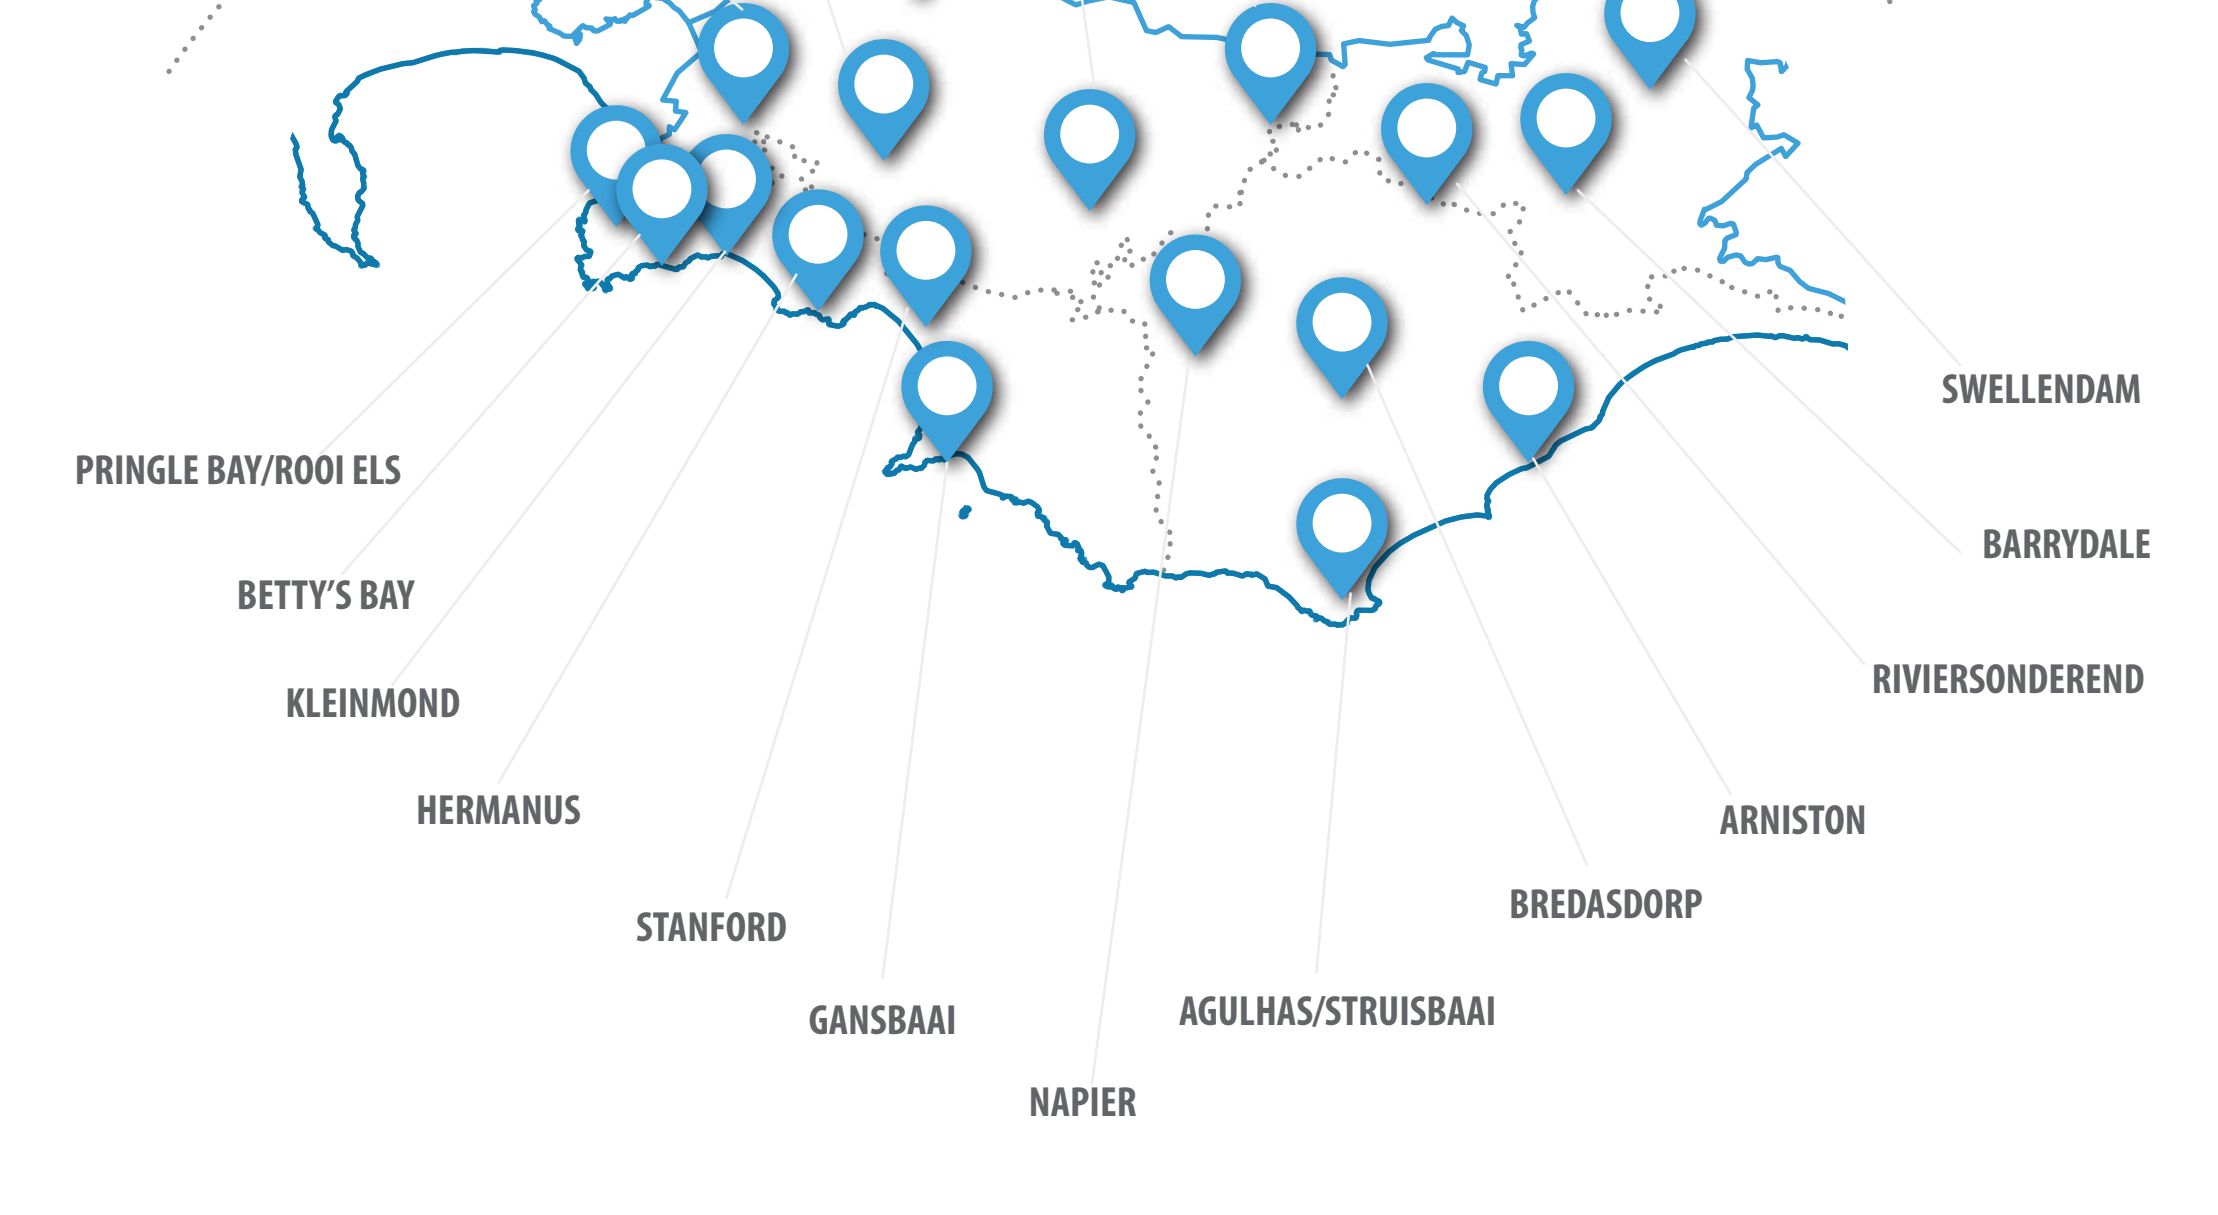 SWELLENDAM
PRINGLE BAY/ROOI ELS
BARRYDALE
BETTY’S BAY
RIVIERSONDEREND
KLEINMOND
HERMANUS
ARNISTON
BREDASDORP
STANFORD
AGULHAS/STRUISBAAI
GANSBAAI
NAPIER